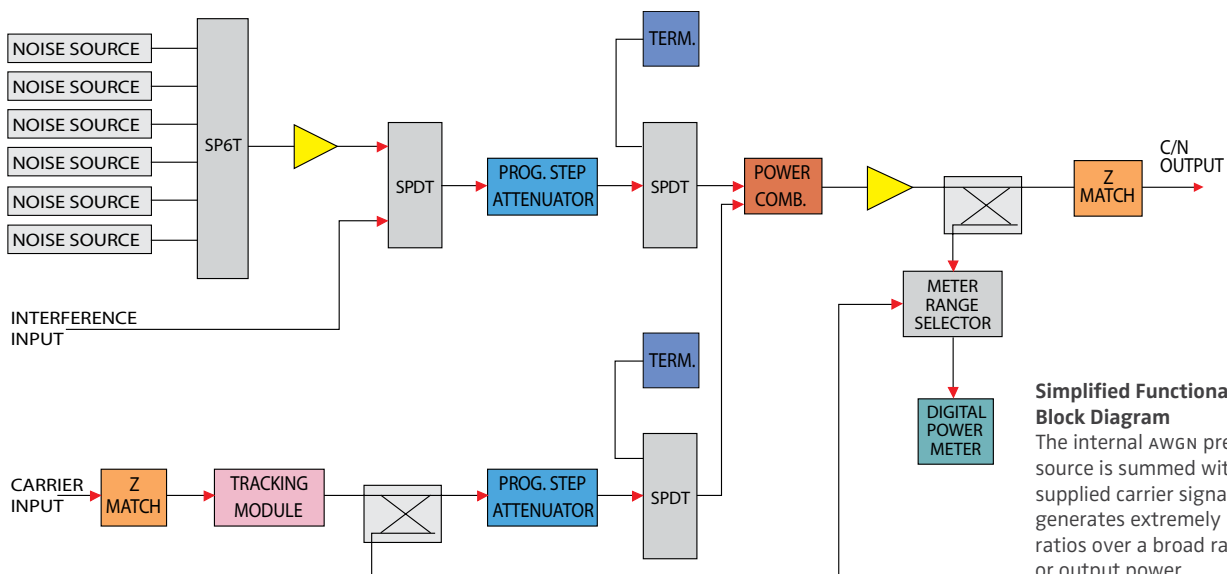 NOISE SOURCE
NOISE SOURCE
NOISE SOURCE
NOISE SOURCE
NOISE SOURCE
NOISE SOURCE
SP6T
INTERFERENCE
INPUT
SPDT
PROG. STEP
ATTENUATOR
TERM.
SPDT
POWER
COMB.
Z
MATCH
C/N
OUTPUT
METER
RANGE
SELECTOR
DIGITAL
POWER
METER
CARRIER
INPUT
Z
MATCH
TRACKING
MODULE
PROG. STEP
ATTENUATOR
TERM.
SPDT
Simplified Functiona
Block Diagram
The internal AWGN pre
source is summed wit
supplied carrier signa
generates extremely
ratios over a broad ra
or output power